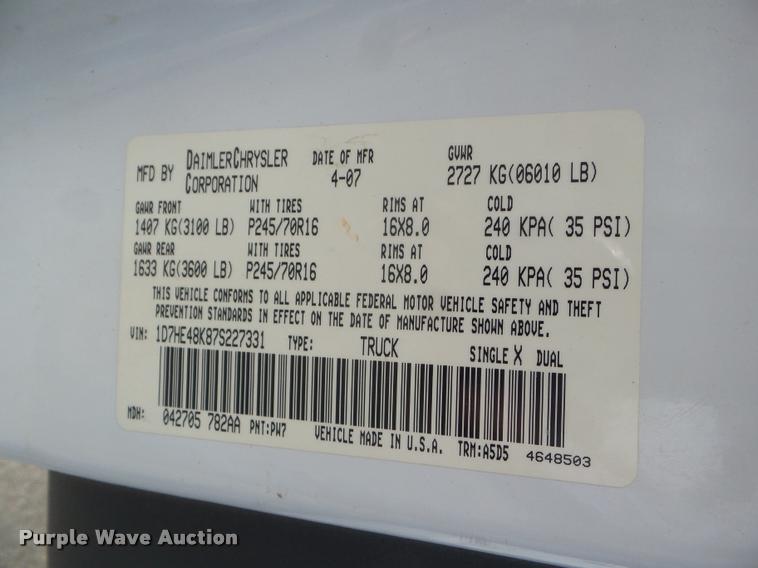 MFD BY DAIMLERCHRYSLER CORPORATION DATE OF MFR 4-07 GVWR 2727 KG(06010 LB)
GAWR FRONT WITH TIRES RIMS AT COLD
1407 KG(3100 LB) P245/70R16 16X8.0 240 KPA( 35 PSI)
GAWR REAR WITH TIRES RIMS AT COLD
1633 KG(3600 LB) P245/70R16 16X8.0 240 KPA( 35 PSI)
THIS VEHICLE CONFORMS TO ALL APPLICABLE FEDERAL MOTOR VEHICLE SAFETY AND THEFT
PREVENTION STANDARDS IN EFFECT ON THE DATE OF MANUFACTURE SHOWN ABOVE.
VIN: 1D7HE48K87S227331 TYPE: TRUCK SINGLE X DUAL
MDH: 042705 782AA PNT:PW7 VEHICLE MADE IN U.S.A. TRM:A5D5 4648503
Purple Wave Auction®